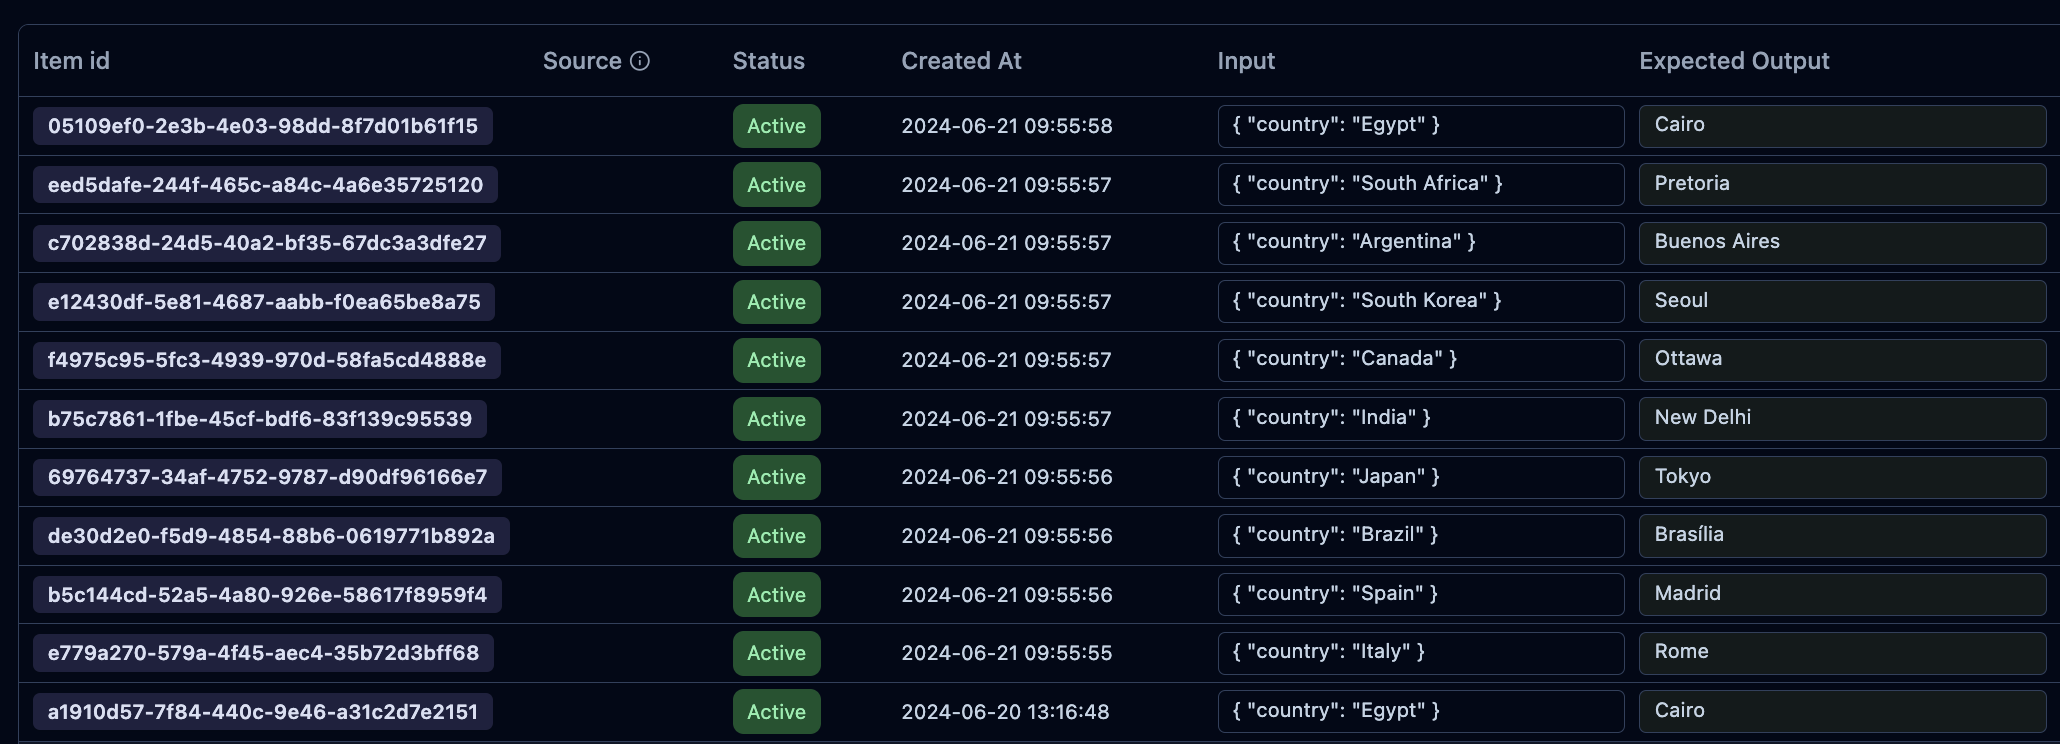 Item id Source Status Created At Input Expected Output
05109ef0-2e3b-4e03-98dd-8f7d01b61f15 Active 2024-06-21 09:55:58 { "country": "Egypt" } Cairo
eed5dafe-244f-465c-a84c-4a6e35725120 Active 2024-06-21 09:55:57 { "country": "South Africa" } Pretoria
c702838d-24d5-40a2-bf35-67dc3a3dfe27 Active 2024-06-21 09:55:57 { "country": "Argentina" } Buenos Aires
e12430df-5e81-4687-aabb-f0ea65be8a75 Active 2024-06-21 09:55:57 { "country": "South Korea" } Seoul
f4975c95-5fc3-4939-970d-58fa5cd4888e Active 2024-06-21 09:55:57 { "country": "Canada" } Ottawa
b75c7861-1fbe-45cf-bdf6-83f139c95539 Active 2024-06-21 09:55:57 { "country": "India" } New Delhi
69764737-34af-4752-9787-d90df96166e7 Active 2024-06-21 09:55:56 { "country": "Japan" } Tokyo
de30d2e0-f5d9-4854-88b6-0619771b892a Active 2024-06-21 09:55:56 { "country": "Brazil" } Brasília
b5c144cd-52a5-4a80-926e-58617f8959f4 Active 2024-06-21 09:55:56 { "country": "Spain" } Madrid
e779a270-579a-4f45-aec4-35b72d3bff68 Active 2024-06-21 09:55:55 { "country": "Italy" } Rome
a1910d57-7f84-440c-9e46-a31c2d7e2151 Active 2024-06-20 13:16:48 { "country": "Egypt" } Cairo